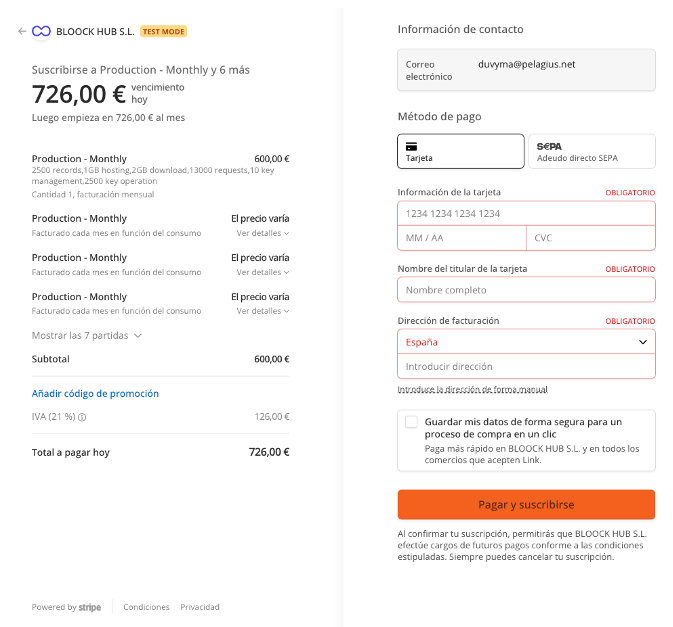 BLOOCK HUB S.L. TEST MODE
Suscribirse a Production - Monthly y 6 más
726,00 € vencimiento hoy
Luego empieza en 726,00 € al mes
Production - Monthly 600,00 €
2500 records,1GB hosting,2GB download,13000 requests,10 key
management,2500 key operation
Cantidad 1, facturación mensual
Production - Monthly El precio varía
Facturado cada mes en función del consumo Ver detalles
Production - Monthly El precio varía
Facturado cada mes en función del consumo Ver detalles
Production - Monthly El precio varía
Facturado cada mes en función del consumo Ver detalles
Mostrar las 7 partidas
Subtotal 600,00 €
Añadir código de promoción
IVA (21 %) 126,00 €
Total a pagar hoy 726,00 €
Powered by stripe Condiciones Privacidad
Información de contacto
Correo electrónico duvyma@pelagius.net
Método de pago
Tarjeta
SEPA
Adeudo directo SEPA
Información de la tarjeta OBLIGATORIO
1234 1234 1234 1234
MM / AA CVC
Nombre del titular de la tarjeta OBLIGATORIO
Nombre completo
Dirección de facturación OBLIGATORIO
España
Introducir dirección
Introduce la dirección de forma manual
Guardar mis datos de forma segura para un
proceso de compra en un clic
Paga más rápido en BLOOCK HUB S.L. y en todos los
comercios que acepten Link.
Pagar y suscribirse
Al confirmar tu suscripción, permitirás que BLOOCK HUB S.L.
efectúe cargos de futuros pagos conforme a las condiciones
estipuladas. Siempre puedes cancelar tu suscripción.